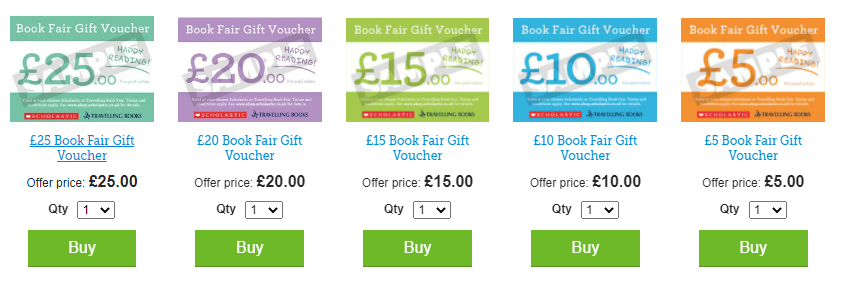 Book Fair Gift Voucher
£25.00
HAPPY READING!
SCHOLASTIC TRAVELLING BOOKS
£25 Book Fair Gift
Voucher
Offer price: £25.00
Qty 1
Buy
Book Fair Gift Voucher
£20.00
HAPPY READING!
SCHOLASTIC TRAVELLING BOOKS
£20 Book Fair Gift
Voucher
Offer price: £20.00
Qty 1
Buy
Book Fair Gift Voucher
£15.00
HAPPY READING!
SCHOLASTIC TRAVELLING BOOKS
£15 Book Fair Gift
Voucher
Offer price: £15.00
Qty 1
Buy
Book Fair Gift Voucher
£10.00
HAPPY READING!
SCHOLASTIC TRAVELLING BOOKS
£10 Book Fair Gift
Voucher
Offer price: £10.00
Qty 1
Buy
Book Fair Gift Voucher
£5.00
HAPPY READING!
SCHOLASTIC TRAVELLING BOOKS
£5 Book Fair Gift
Voucher
Offer price: £5.00
Qty 1
Buy